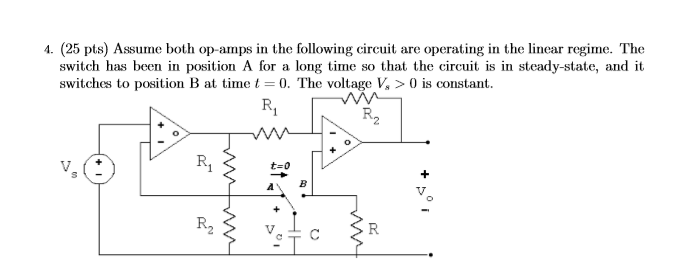 4. (25 pts) Assume both op-amps in the following circuit are operating in the linear regime. The
switch has been in position A for a long time so that the circuit is in steady-state, and it
switches to position B at time t = 0. The voltage Vₛ > 0 is constant.
R₁
R₂
+
-
o
-
+
o
Vₛ
+
-
R₁
t=0
A
B
+
Vₒ
-
R₂
+
V꜀
-
C
R